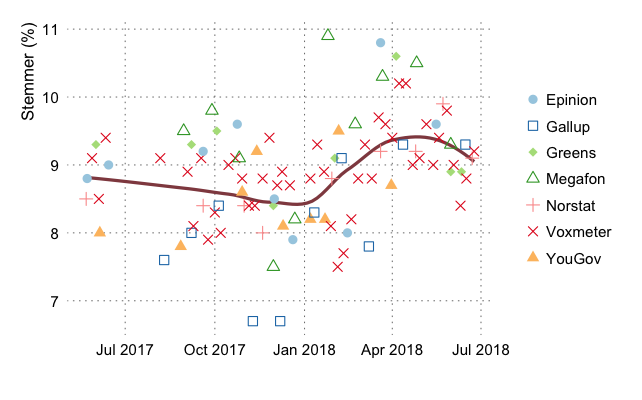 Stemmer (%)
11
10
9
8
7
Jul 2017
Oct 2017
Jan 2018
Apr 2018
Jul 2018
Epinion
Gallup
Greens
Megafon
Norstat
Voxmeter
YouGov